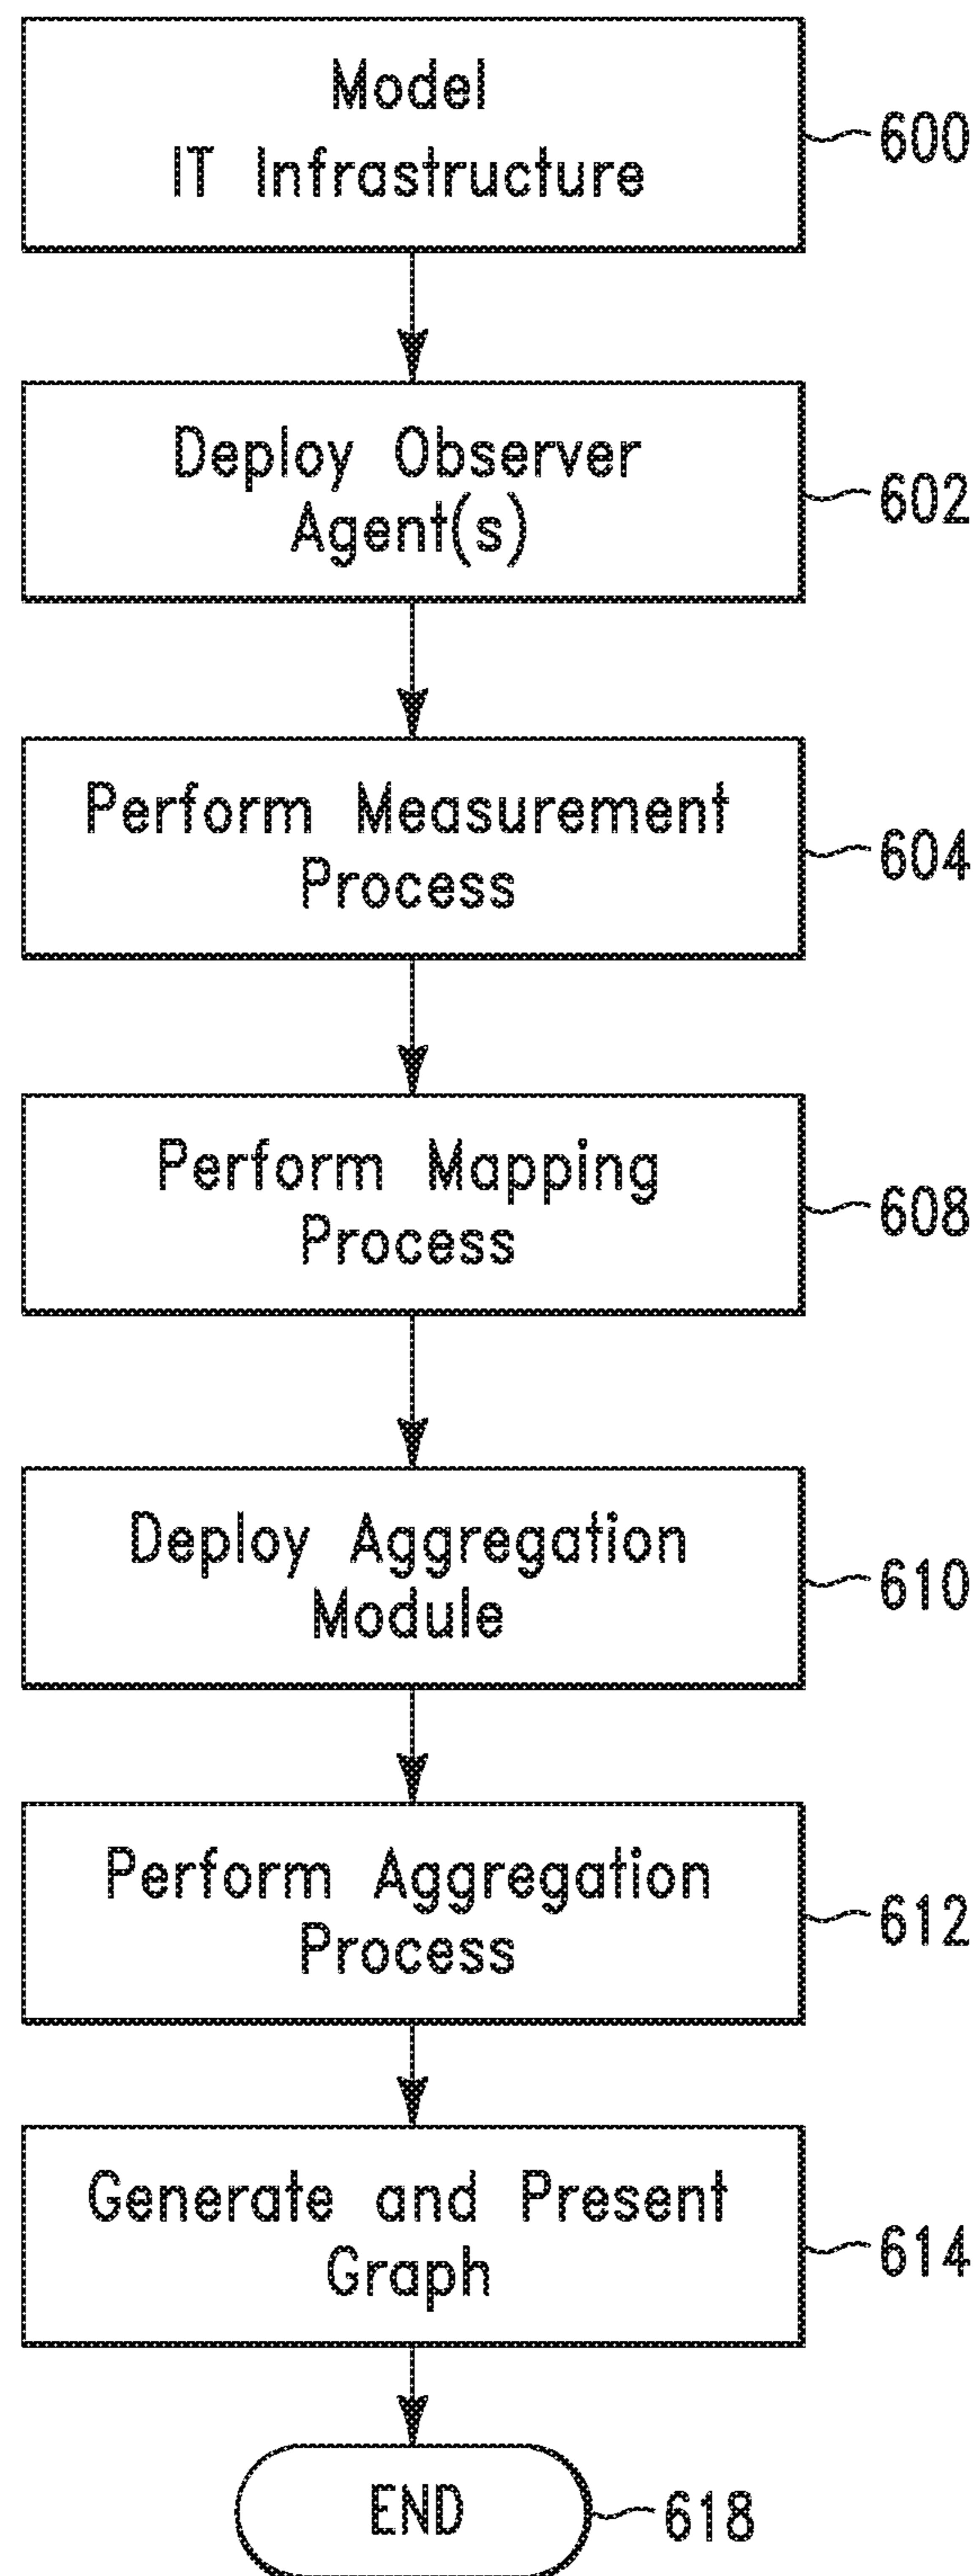 Model
IT Infrastructure
600
Deploy Observer
Agent(s)
602
Perform Measurement
Process
604
Perform Mapping
Process
608
Deploy Aggregation
Module
610
Perform Aggregation
Process
612
Generate and Present
Graph
614
END
618